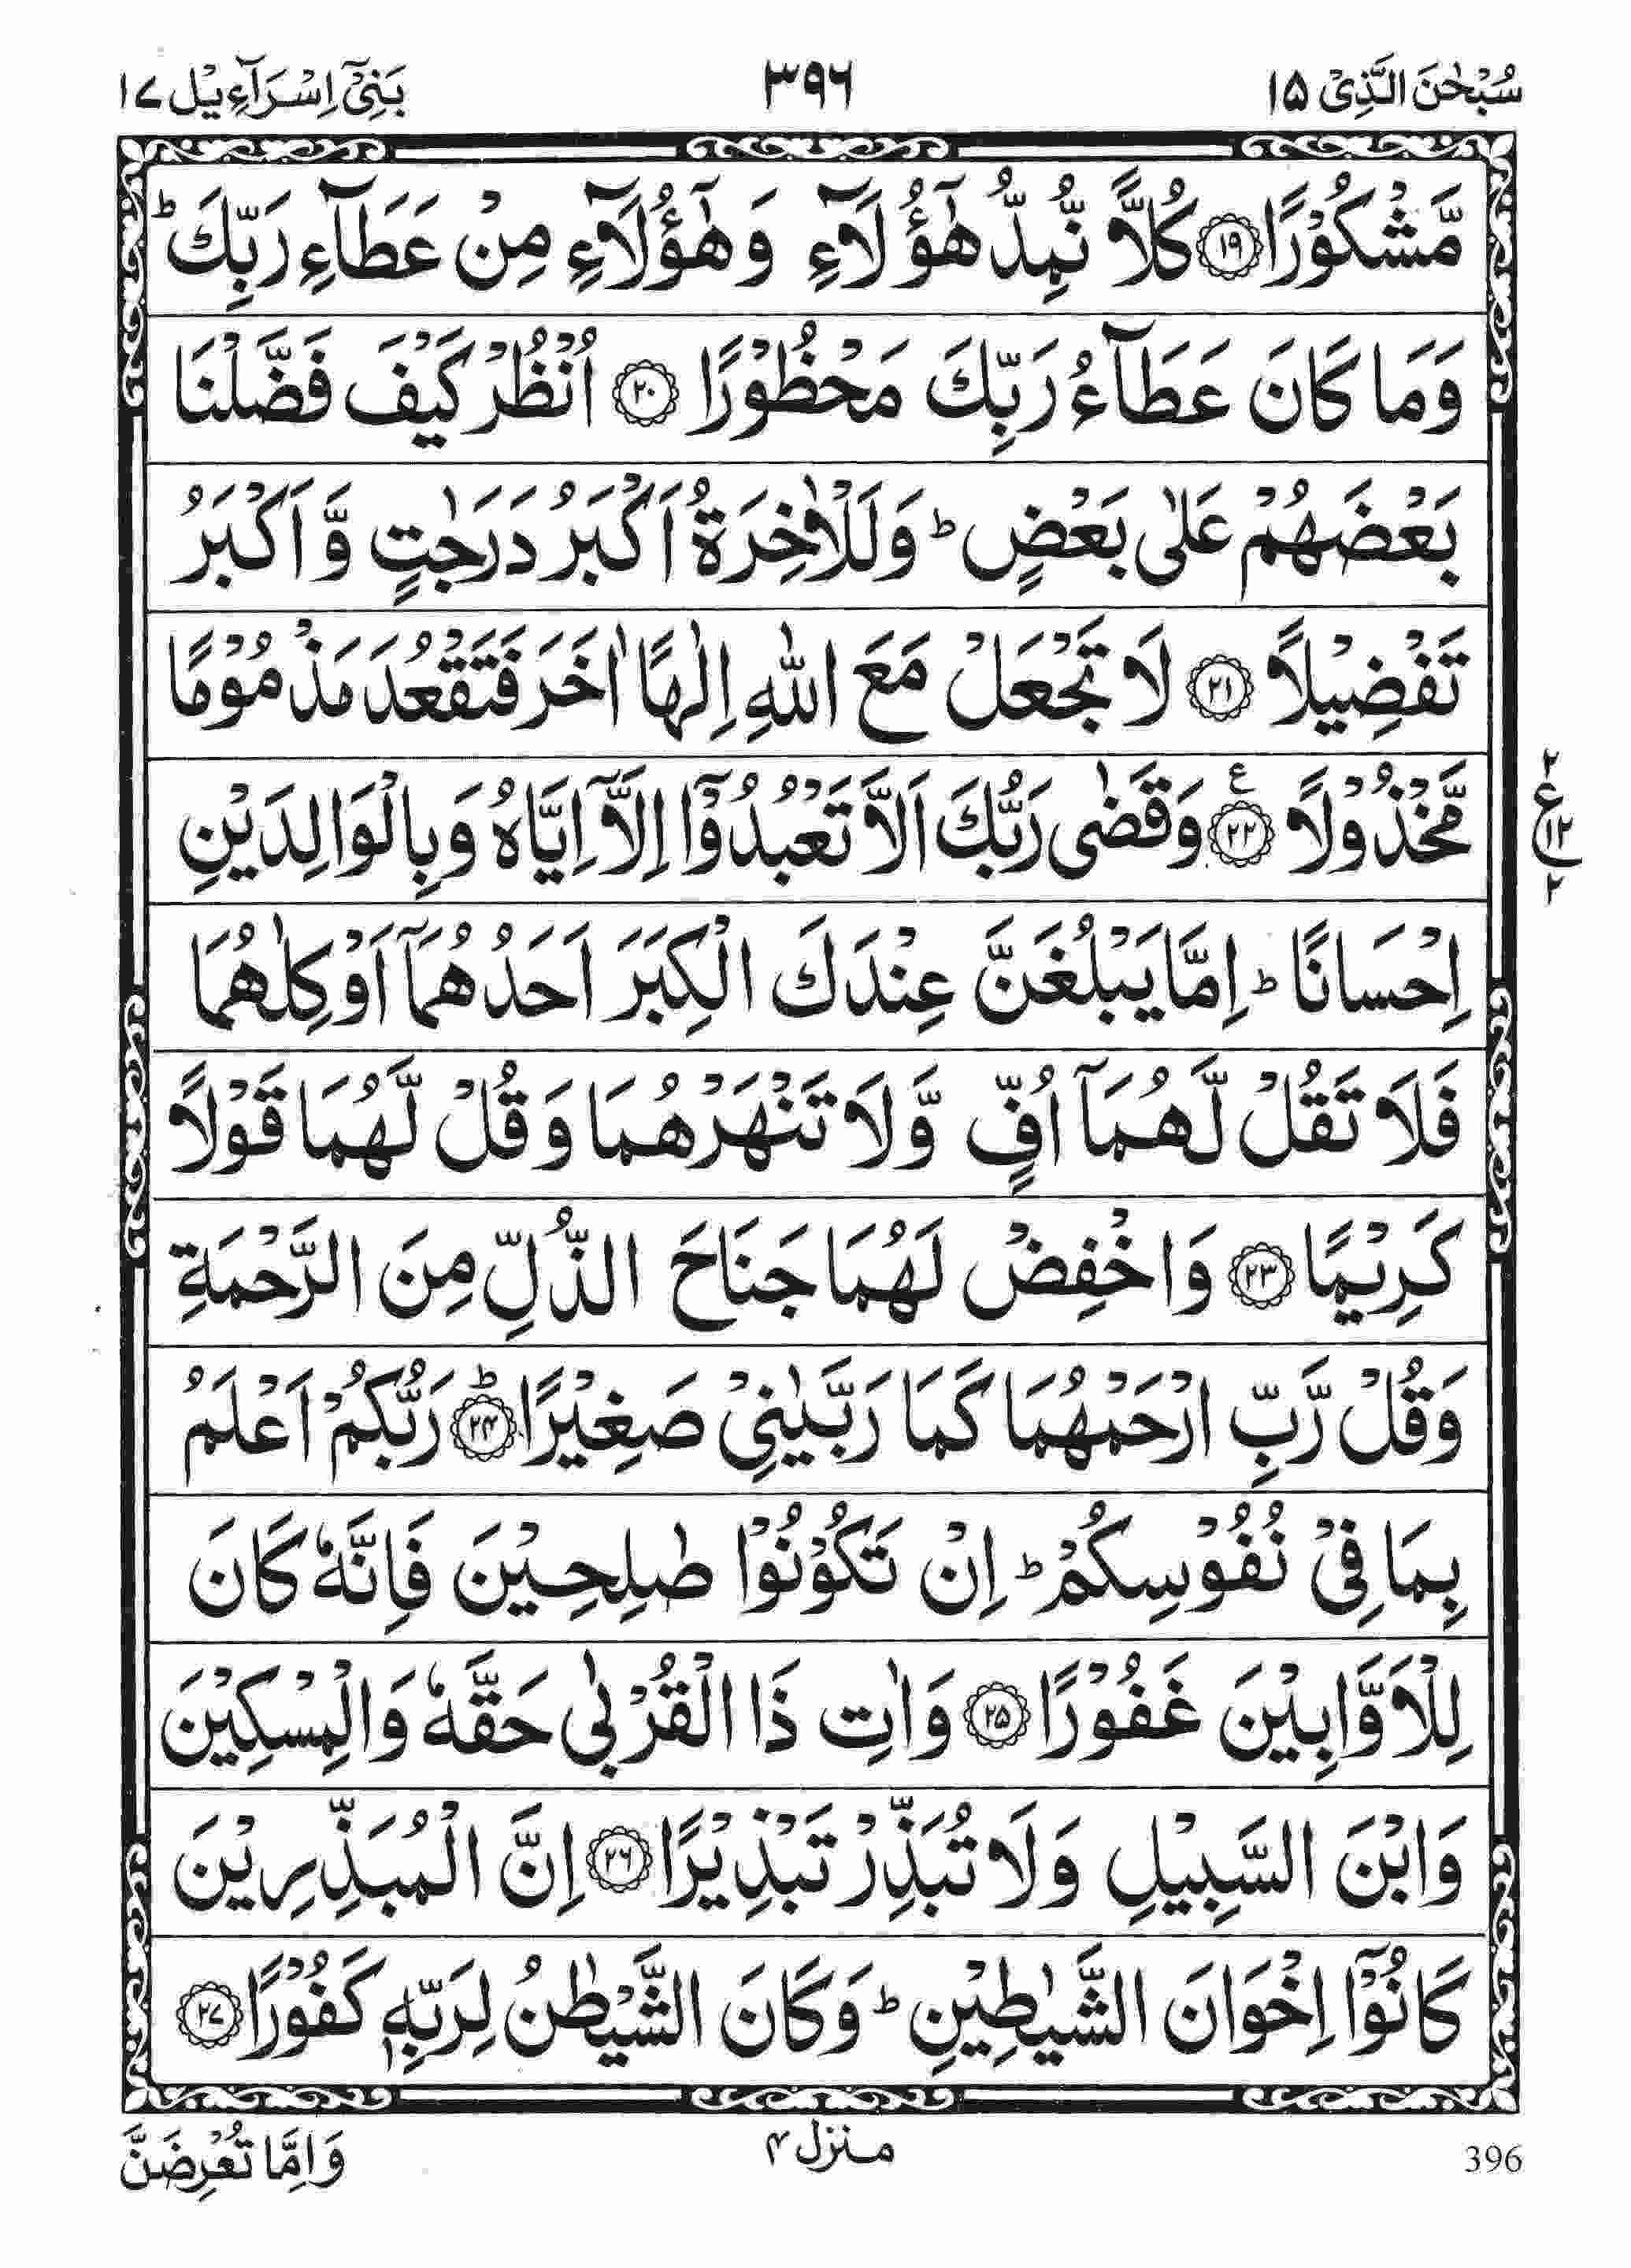 سُبْحٰنَ الَّذِیْ ۱۵
۳۹۶
بَنِیْٓ اِسْرَآءِیْل ۱۷
مَّشْكُوْرًا ۝۱۹ كُلًّا نُّمِدُّ هٰٓؤُلَآءِ وَ هٰٓؤُلَآءِ مِنْ عَطَآءِ رَبِّكَ ؕ
وَمَا كَانَ عَطَآءُ رَبِّكَ مَحْظُوْرًا ۝۲۰ اُنْظُرْ كَیْفَ فَضَّلْنَا
بَعْضَهُمْ عَلٰی بَعْضٍ ؕ وَلَلْاٰخِرَةُ اَكْبَرُ دَرَجٰتٍ وَّ اَكْبَرُ
تَفْضِیْلًا ۝۲۱ لَا تَجْعَلْ مَعَ اللّٰهِ اِلٰهًا اٰخَرَ فَتَقْعُدَ مَذْمُوْمًا
مَّخْذُوْلًا ۝۲۲ ع وَقَضٰی رَبُّكَ اَلَّا تَعْبُدُوْٓا اِلَّآ اِیَّاهُ وَبِالْوَالِدَیْنِ
۲
ع
۱۲
۲
اِحْسَانًا ؕ اِمَّا یَبْلُغَنَّ عِنْدَكَ الْكِبَرَ اَحَدُهُمَآ اَوْ كِلٰهُمَا
فَلَا تَقُلْ لَّهُمَآ اُفٍّ وَّلَا تَنْهَرْهُمَا وَقُلْ لَّهُمَا قَوْلًا
كَرِیْمًا ۝۲۳ وَاخْفِضْ لَهُمَا جَنَاحَ الذُّلِّ مِنَ الرَّحْمَةِ
وَقُلْ رَّبِّ ارْحَمْهُمَا كَمَا رَبَّیٰنِیْ صَغِیْرًا ۝۲۴ ؕ رَبُّكُمْ اَعْلَمُ
بِمَا فِیْ نُفُوْسِكُمْ ؕ اِنْ تَكُوْنُوْا صٰلِحِیْنَ فَاِنَّهٗ كَانَ
لِلْاَوَّابِیْنَ غَفُوْرًا ۝۲۵ وَاٰتِ ذَا الْقُرْبٰی حَقَّهٗ وَالْمِسْكِیْنَ
وَابْنَ السَّبِیْلِ وَلَا تُبَذِّرْ تَبْذِیْرًا ۝۲۶ اِنَّ الْمُبَذِّرِیْنَ
كَانُوْٓا اِخْوَانَ الشَّیٰطِیْنِ ؕ وَكَانَ الشَّیْطٰنُ لِرَبِّهٖ كَفُوْرًا ۝۲۷
396
منزل ۴
وَاِمَّا تُعْرِضَنَّ